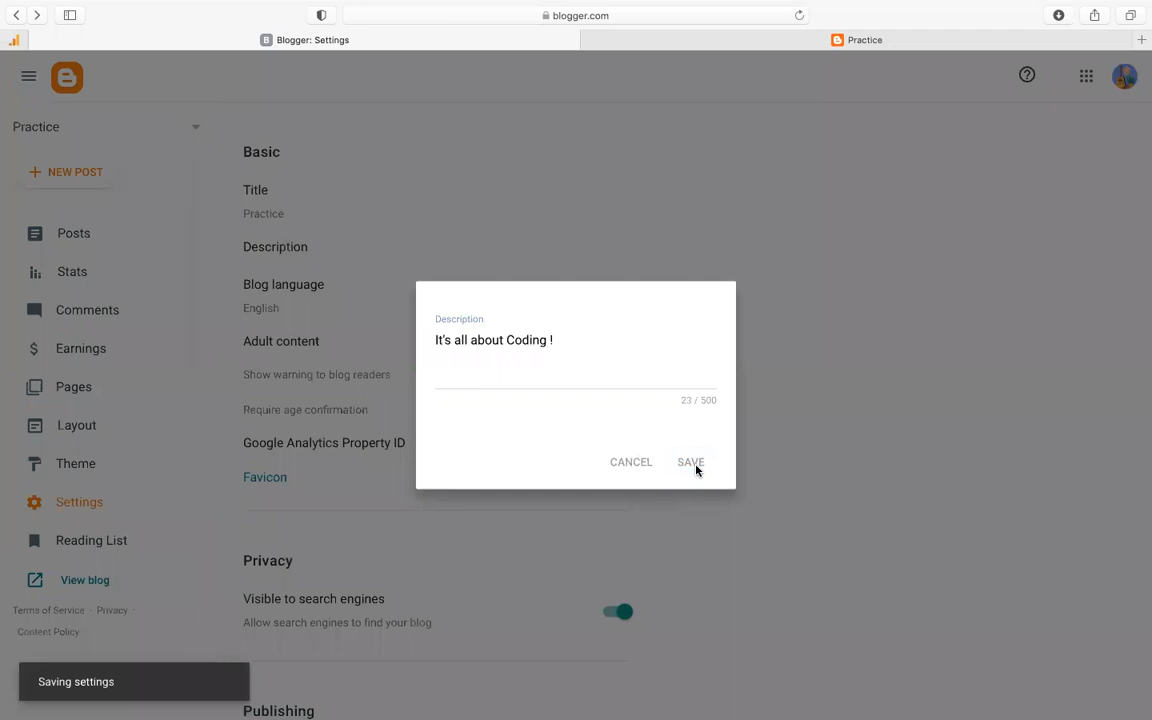 blogger.com
Blogger: Settings
Practice
Practice
NEW POST
Posts
Stats
Comments
Earnings
Pages
Layout
Theme
Settings
Reading List
View blog
Terms of Service · Privacy ·
Content Policy
Basic
Title
Practice
Description
Blog language
English
Adult content
Show warning to blog readers
Require age confirmation
Google Analytics Property ID
Favicon
Privacy
Visible to search engines
Allow search engines to find your blog
Publishing
Description
It's all about Coding !
23 / 500
CANCEL SAVE
Saving settings